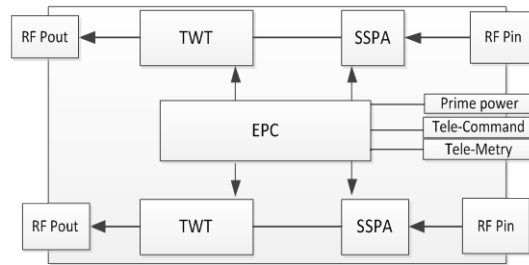 RF Pout
TWT
SSPA
RF Pin
EPC
Prime power
Tele-Command
Tele-Metry
RF Pout
TWT
SSPA
RF Pin